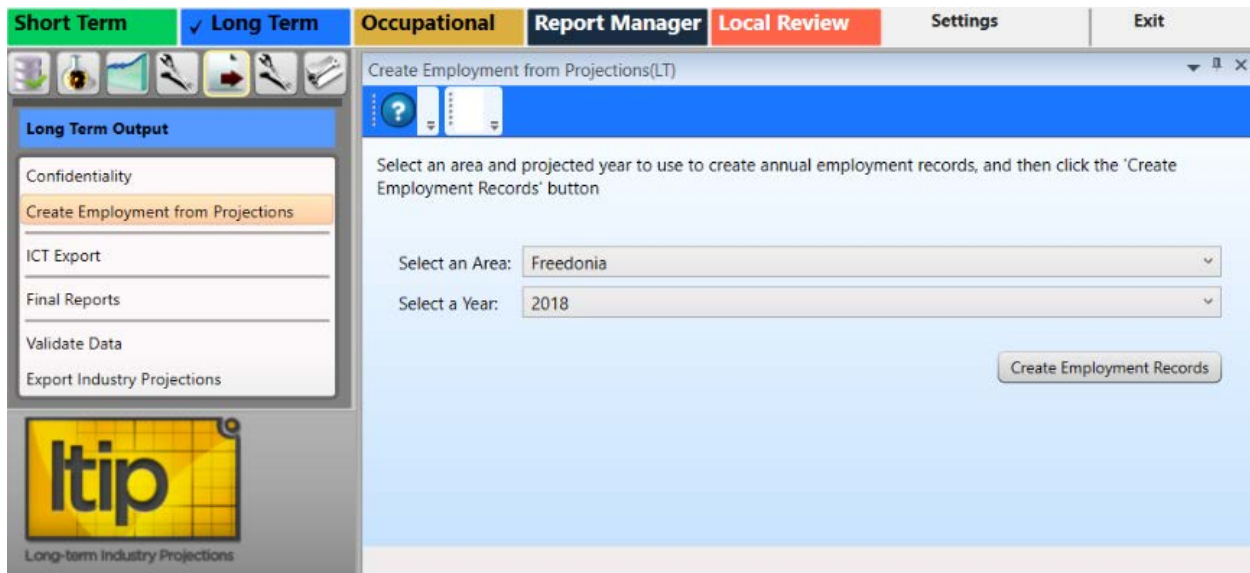 Short Term
✓ Long Term
Occupational
Report Manager
Local Review
Settings
Exit
Create Employment from Projections(LT)
?
Long Term Output
Confidentiality
Create Employment from Projections
ICT Export
Final Reports
Validate Data
Export Industry Projections
Select an area and projected year to use to create annual employment records, and then click the 'Create
Employment Records' button
Select an Area: Freedonia
Select a Year: 2018
Create Employment Records
ltip
Long-term Industry Projections